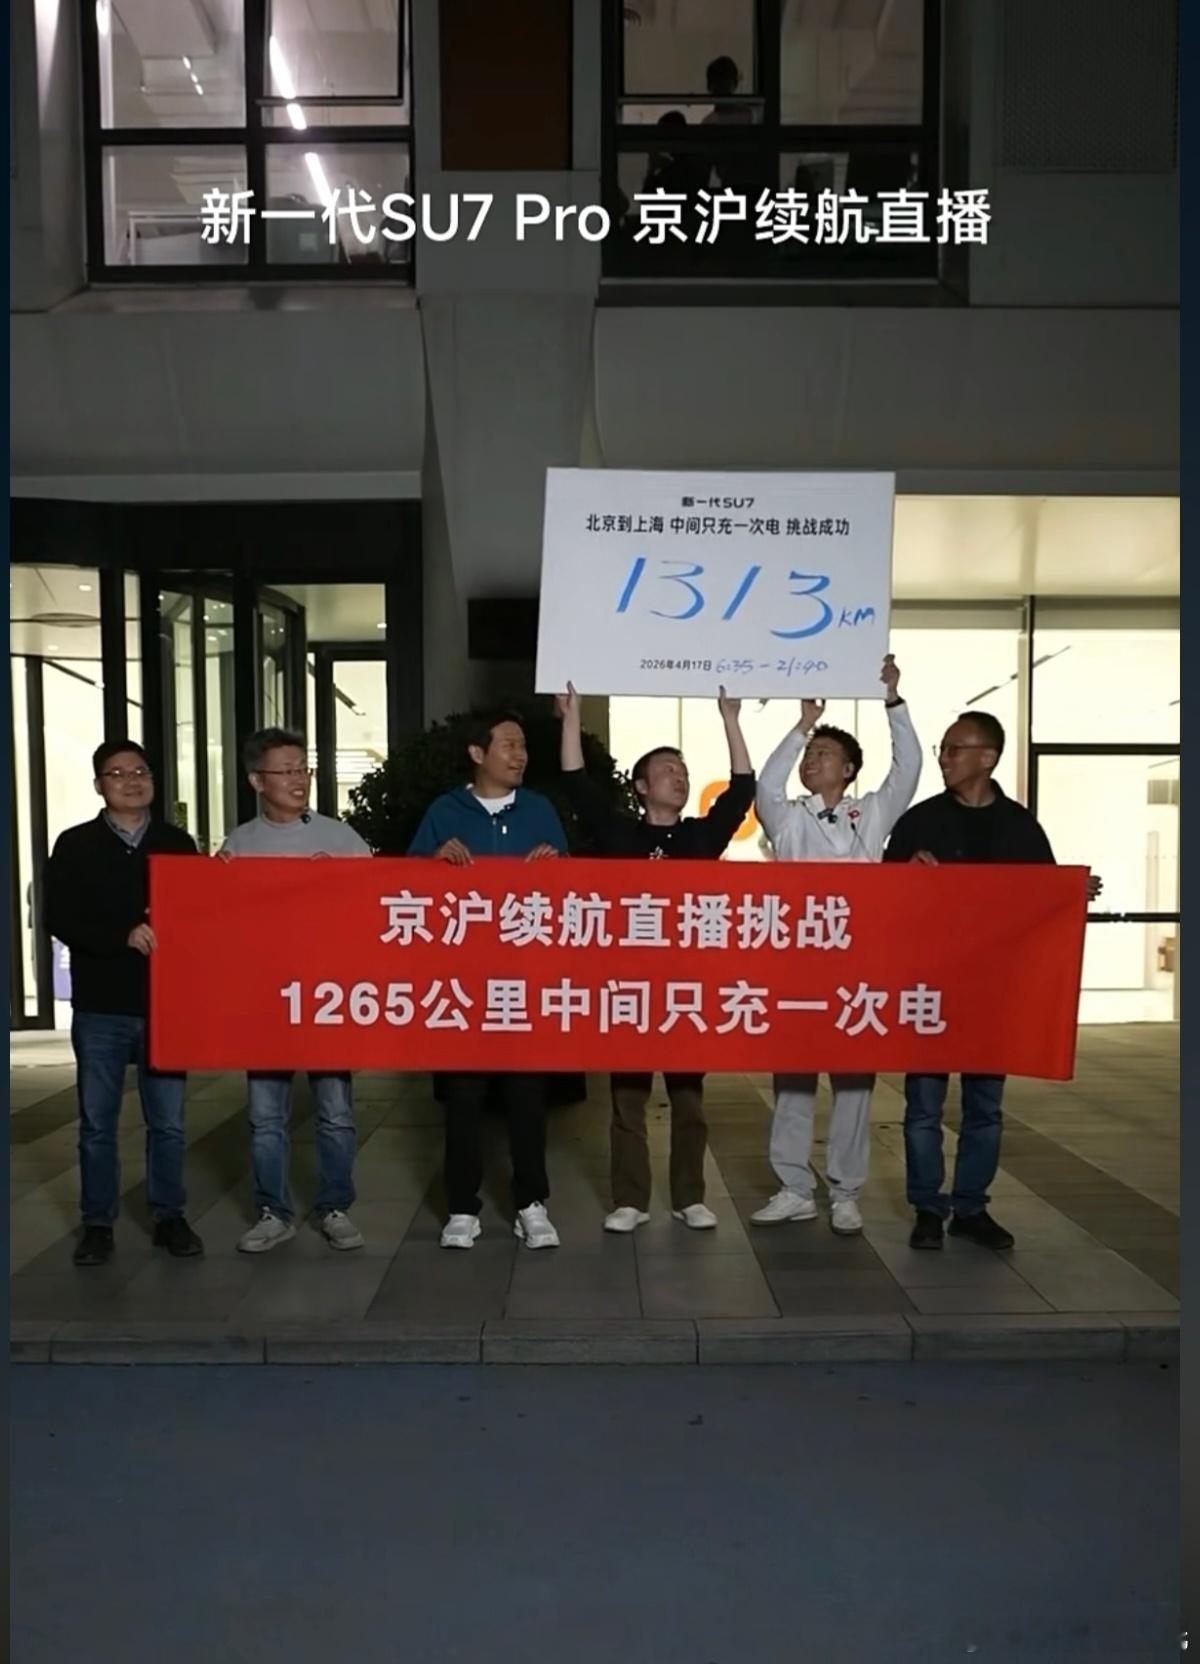 新一代SU7 Pro 京沪续航直播
新一代SU7
北京到上海 中间只充一次电 挑战成功
1313KM
2026年4月17日 6:35-21:40
京沪续航直播挑战
1265公里中间只充一次电